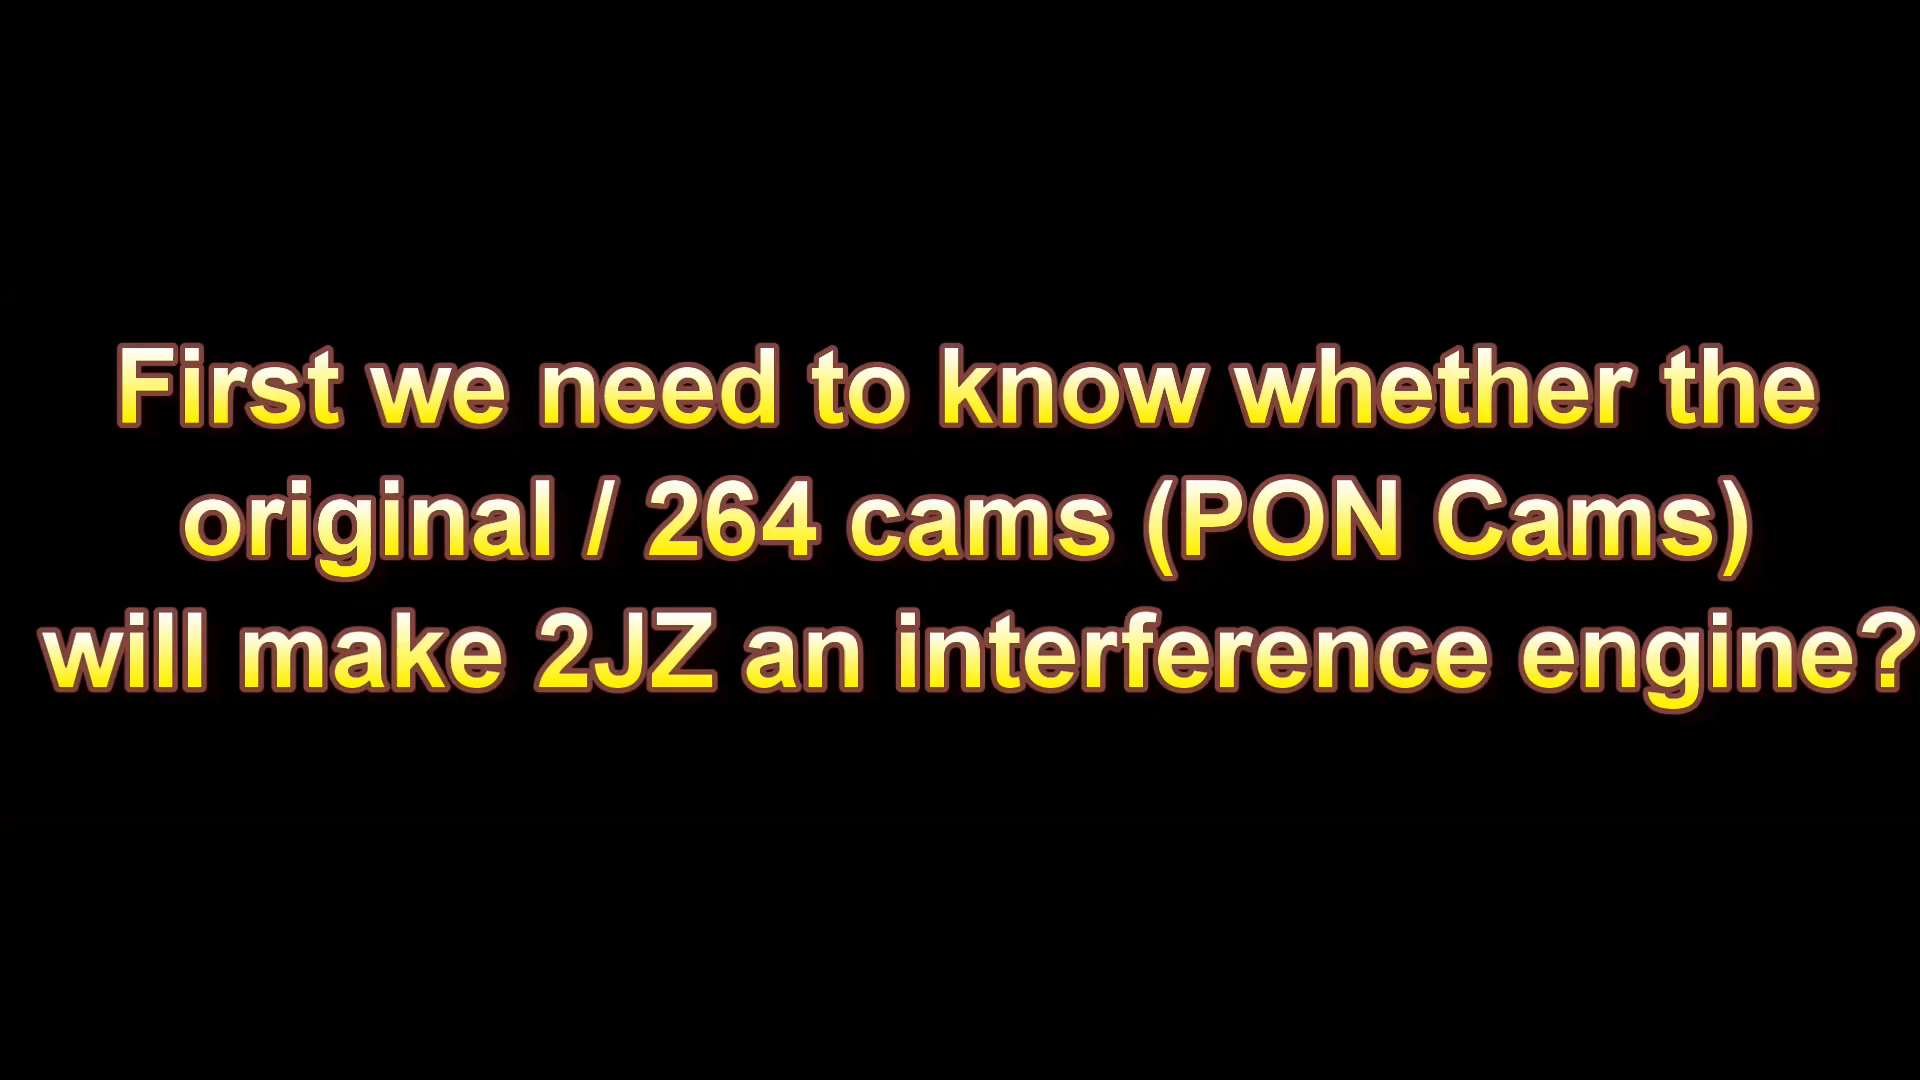 First we need to know whether the
original / 264 cams (PON Cams)
will make 2JZ an interference engine?